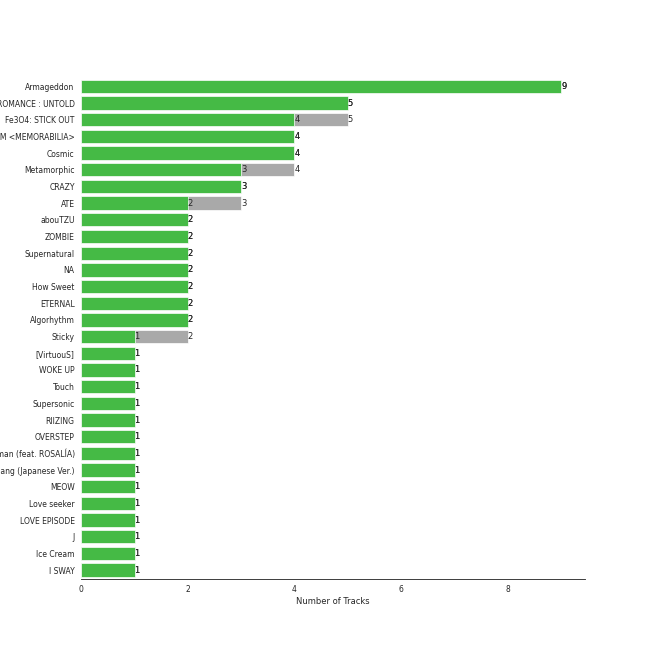 Armageddon 9
ROMANCE : UNTOLD 5
Fe3O4: STICK OUT 4 5
M <MEMORABILIA> 4
Cosmic 4
Metamorphic 3 4
CRAZY 3
ATE 2 3
abouTZU 2
ZOMBIE 2
Supernatural 2
NA 2
How Sweet 2
ETERNAL 2
Algorhythm 2
Sticky 1 2
[VirtuouS] 1
WOKE UP 1
Touch 1
Supersonic 1
RIIZING 1
OVERSTEP 1
man (feat. ROSALÍA) 1
ang (Japanese Ver.) 1
MEOW 1
Love seeker 1
LOVE EPISODE 1
J 1
Ice Cream 1
I SWAY 1
0 2 4 6 8
Number of Tracks